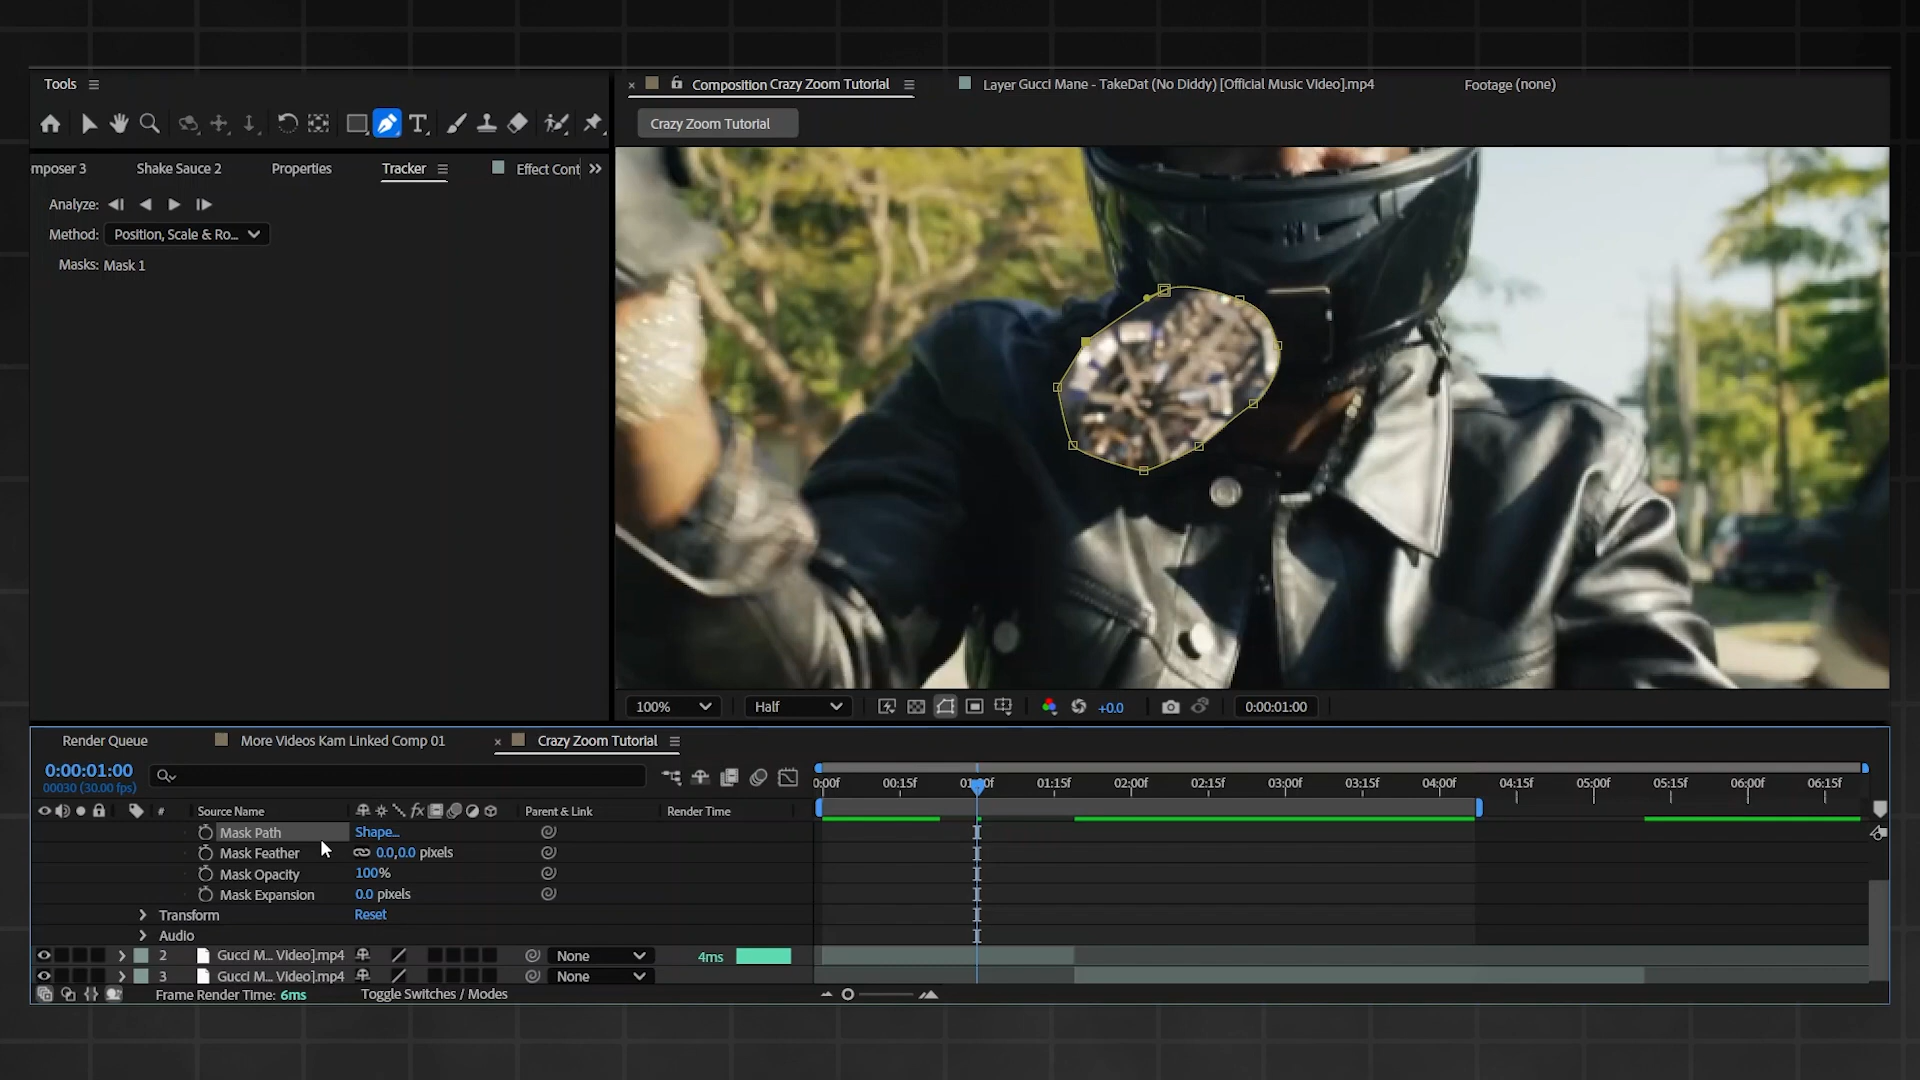 Tools
Composition Crazy Zoom Tutorial
Layer Gucci Mane - TakeDat (No Diddy) [Official Music Video].mp4
Footage (none)
Crazy Zoom Tutorial
mposer 3
Shake Sauce 2
Properties
Tracker
Effect Cont
Analyze:
Method: Position, Scale & Ro...
Masks: Mask 1
100%
Half
+0.0
0:00:01:00
Render Queue
More Videos Kam Linked Comp 01
Crazy Zoom Tutorial
0:00:01:00
00030 (30.00 fps)
0:00f 00:15f 01:00f 01:15f 02:00f 02:15f 03:00f 03:15f 04:00f 04:15f 05:00f 05:15f 06:00f 06:15f
# Source Name fx Parent & Link Render Time
Mask Path Shape...
Mask Feather 0.0,0.0 pixels
Mask Opacity 100%
Mask Expansion 0.0 pixels
Transform Reset
Audio
2 Gucci M... Video].mp4 None 4ms
3 Gucci M... Video].mp4 None
Frame Render Time: 6ms Toggle Switches / Modes